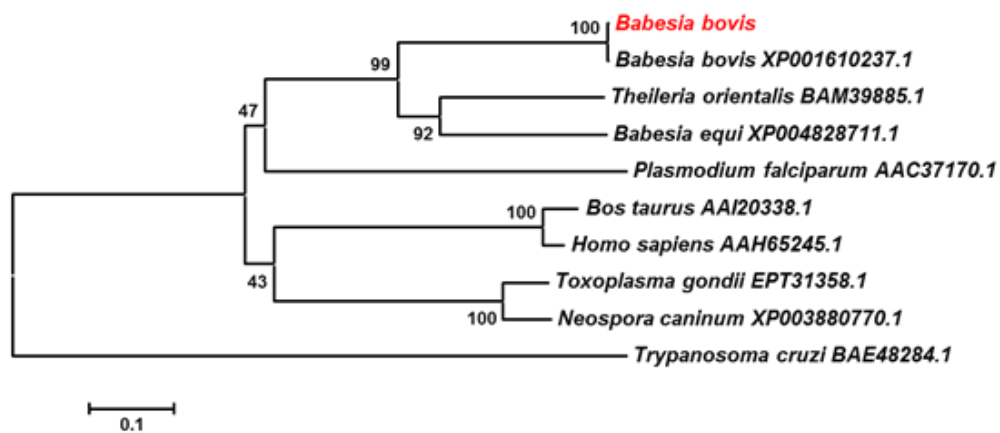 100
Babesia bovis
Babesia bovis XP001610237.1
99
Theileria orientalis BAM39885.1
47
92
Babesia equi XP004828711.1
Plasmodium falciparum AAC37170.1
100
Bos taurus AAI20338.1
Homo sapiens AAH65245.1
43
Toxoplasma gondii EPT31358.1
100
Neospora caninum XP003880770.1
Trypanosoma cruzi BAE48284.1
0.1